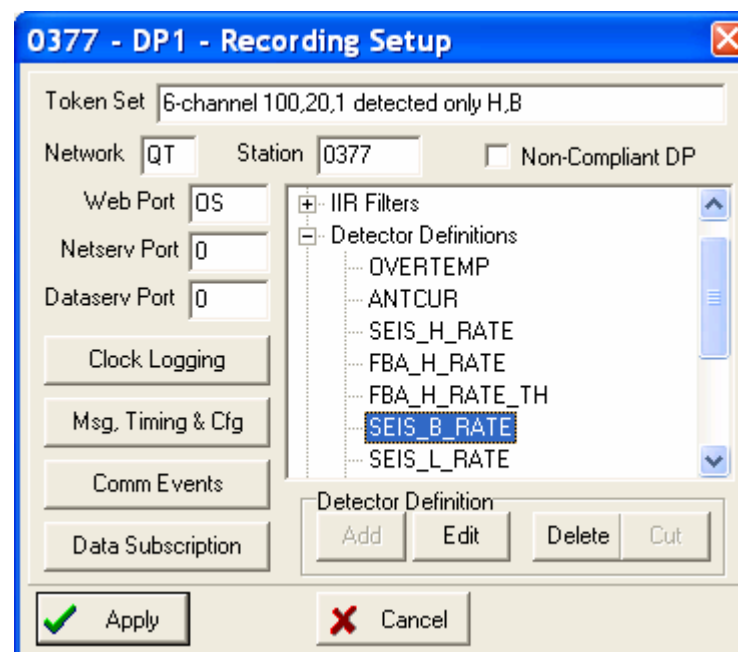 0377 - DP1 - Recording Setup
Token Set 6-channel 100,20,1 detected only H,B
Network QT Station 0377 Non-Compliant DP
Web Port OS
Netserv Port 0
Dataserv Port 0
Clock Logging
Msg, Timing & Cfg
Comm Events
Data Subscription
IIR Filters
Detector Definitions
OVERTEMP
ANTCUR
SEIS_H_RATE
FBA_H_RATE
FBA_H_RATE_TH
SEIS_B_RATE
SEIS_L_RATE
Detector Definition
Add Edit Delete Cut
Apply Cancel